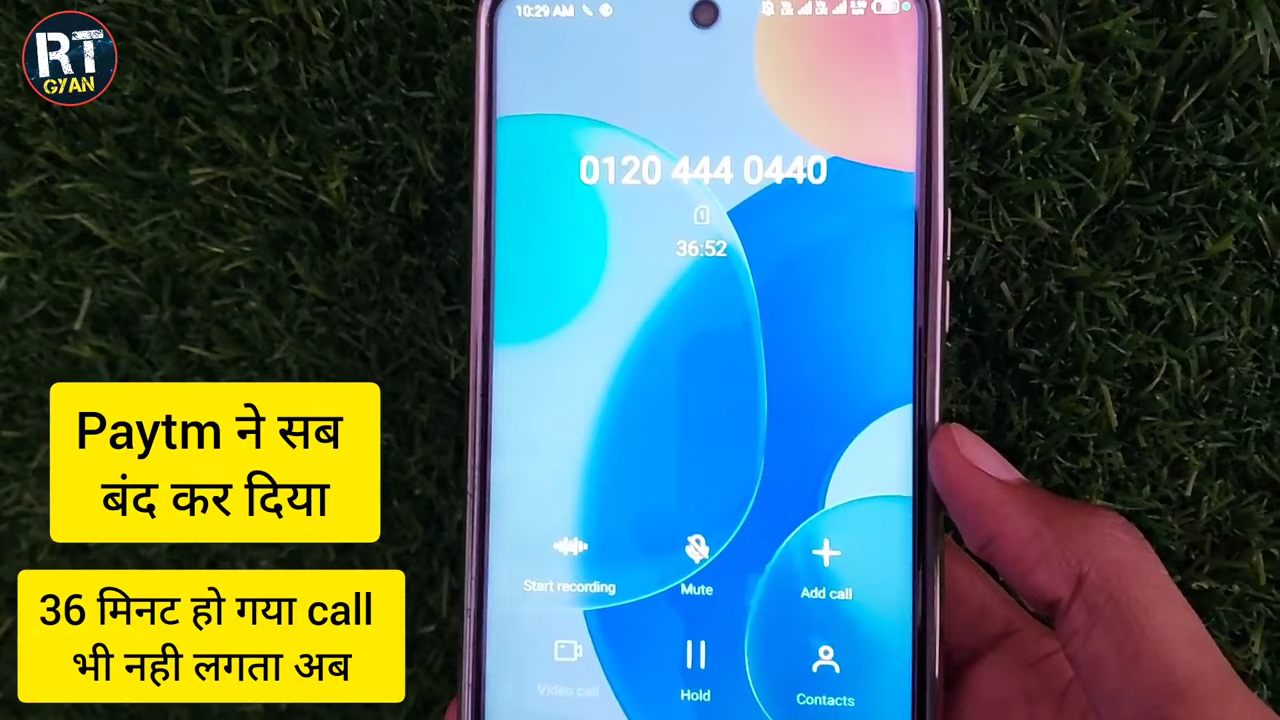 RT
GYAN
10:29 AM
0120 444 0440
1
36:52
Start recording
Mute
Add call
Video call
Hold
Contacts
Paytm ने सब
बंद कर दिया
36 मिनट हो गया call
भी नही लगता अब